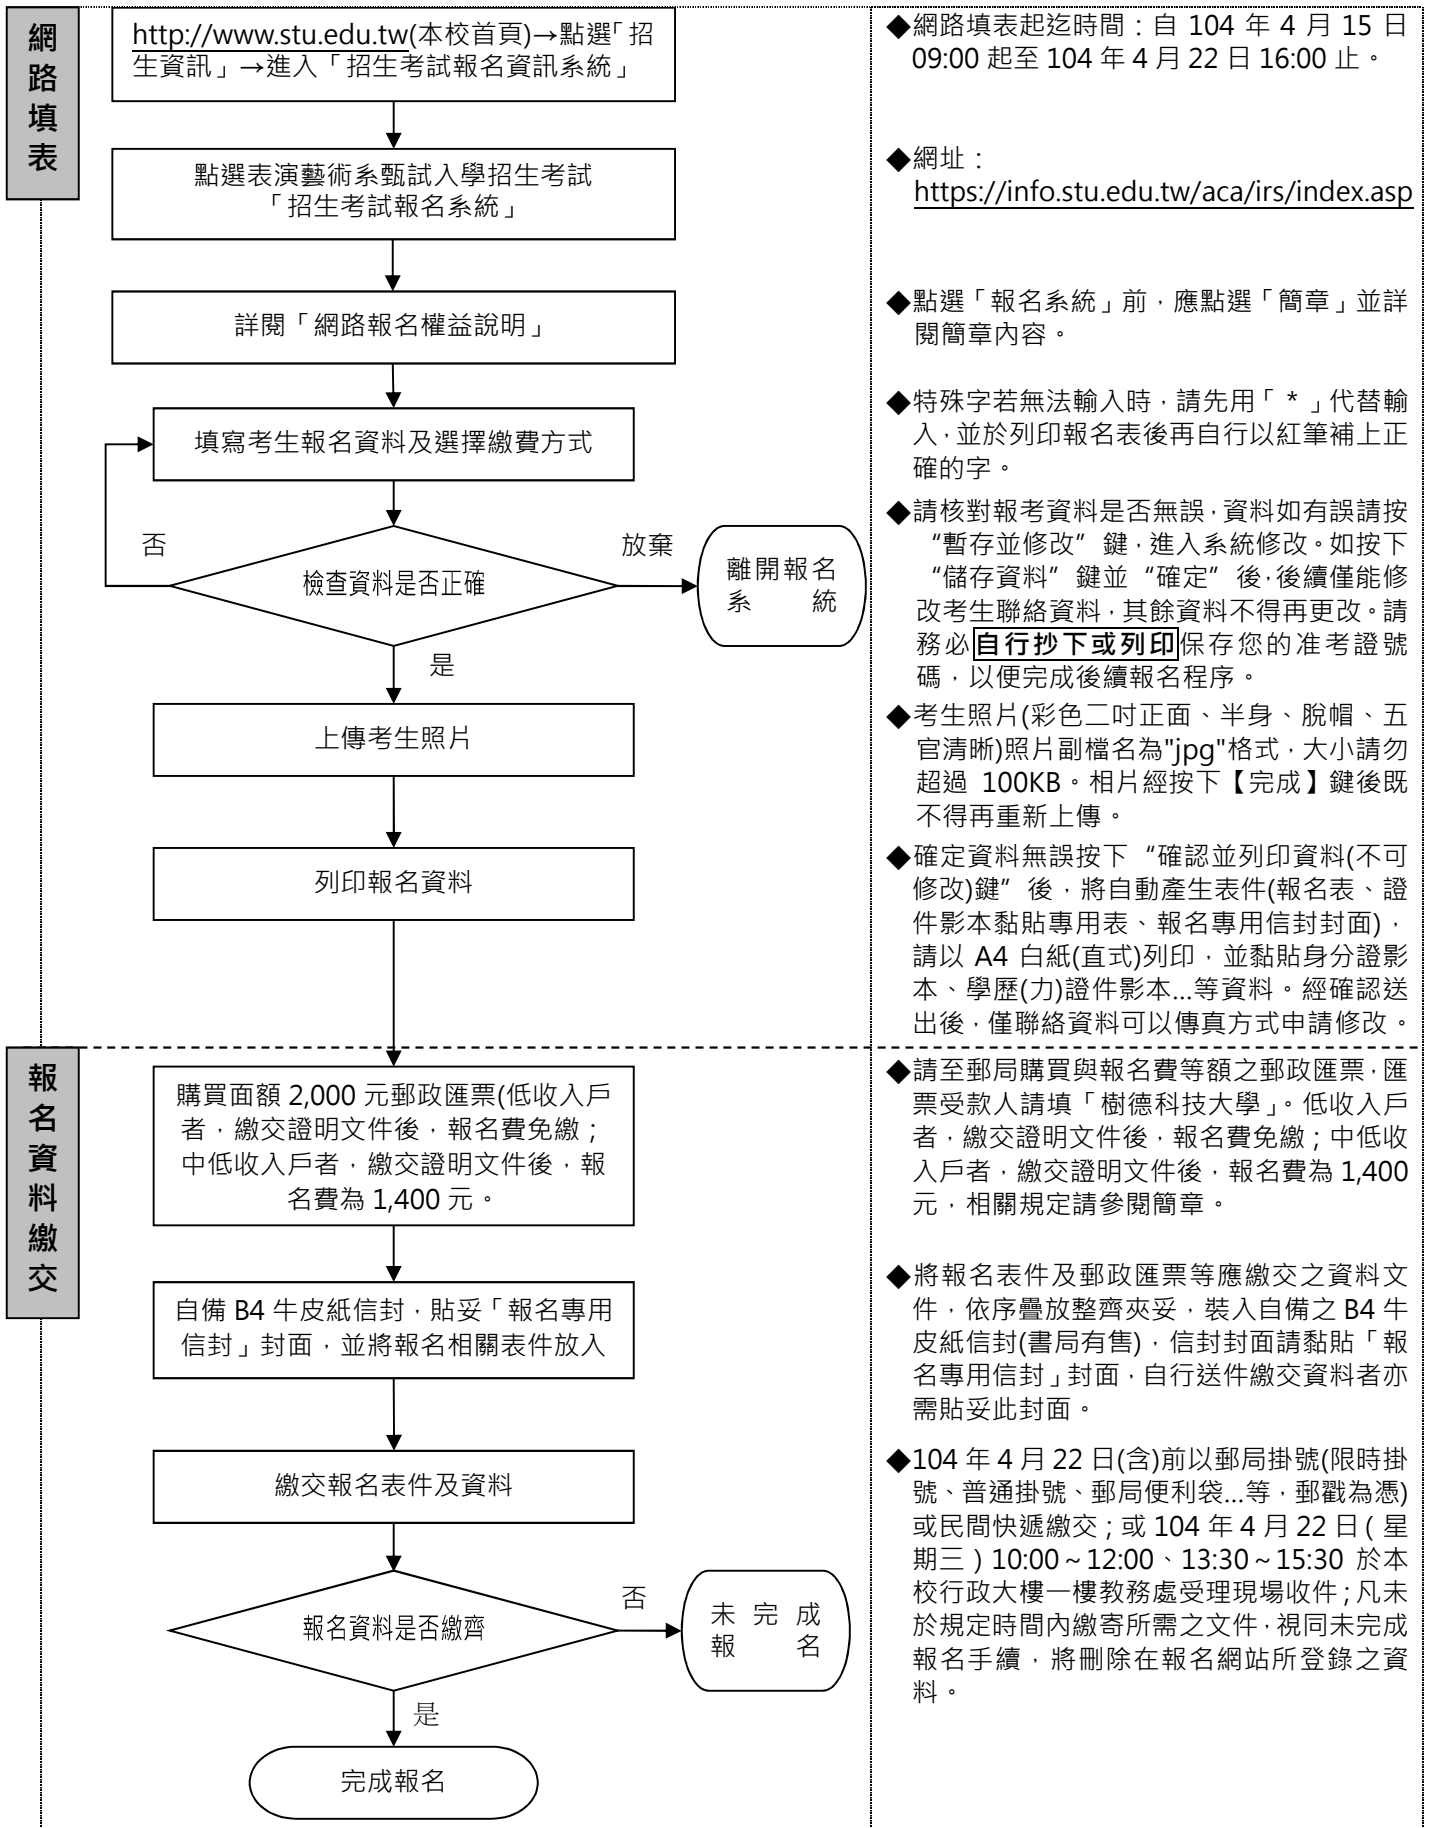 網路填表
http://www.stu.edu.tw(本校首頁)→點選「招
生資訊」→進入「招生考試報名資訊系統」
點選表演藝術系甄試入學招生考試
「招生考試報名系統」
詳閱「網路報名權益說明」
填寫考生報名資料及選擇繳費方式
否
放棄
檢查資料是否正確
離開報名
系統
是
上傳考生照片
列印報名資料
◆網路填表起迄時間：自 104 年 4 月 15 日
09:00 起至 104 年 4 月 22 日 16:00 止。
◆網址：
https://info.stu.edu.tw/aca/irs/index.asp
◆點選「報名系統」前，應點選「簡章」並詳
閱簡章內容。
◆特殊字若無法輸入時，請先用「 * 」代替輸
入，並於列印報名表後再自行以紅筆補上正
確的字。
◆請核對報考資料是否無誤，資料如有誤請按
“暫存並修改”鍵，進入系統修改。如按下
“儲存資料”鍵並“確定”後，後續僅能修
改考生聯絡資料，其餘資料不得再更改。請
務必自行抄下或列印保存您的准考證號
碼，以便完成後續報名程序。
◆考生照片(彩色二吋正面、半身、脫帽、五
官清晰)照片副檔名為"jpg"格式，大小請勿
超過 100KB。相片經按下【完成】鍵後既
不得再重新上傳。
◆確定資料無誤按下“確認並列印資料(不可
修改)鍵”後，將自動產生表件(報名表、證
件影本黏貼專用表、報名專用信封封面)，
請以 A4 白紙(直式)列印，並黏貼身分證影
本、學歷(力)證件影本...等資料。經確認送
出後，僅聯絡資料可以傳真方式申請修改。
報名資料繳交
購買面額 2,000 元郵政匯票(低收入戶
者，繳交證明文件後，報名費免繳；
中低收入戶者，繳交證明文件後，報
名費為 1,400 元。
自備 B4 牛皮紙信封，貼妥「報名專用
信封」封面，並將報名相關表件放入
繳交報名表件及資料
否
報名資料是否繳齊
未完成
報名
是
完成報名
◆請至郵局購買與報名費等額之郵政匯票，匯
票受款人請填「樹德科技大學」。低收入戶
者，繳交證明文件後，報名費免繳；中低收
入戶者，繳交證明文件後，報名費為 1,400
元，相關規定請參閱簡章。
◆將報名表件及郵政匯票等應繳交之資料文
件，依序疊放整齊夾妥，裝入自備之 B4 牛
皮紙信封(書局有售)，信封封面請黏貼「報
名專用信封」封面，自行送件繳交資料者亦
需貼妥此封面。
◆104 年 4 月 22 日(含)前以郵局掛號(限時掛
號、普通掛號、郵局便利袋...等，郵戳為憑)
或民間快遞繳交；或 104 年 4 月 22 日（星
期三）10:00～12:00、13:30～15:30 於本
校行政大樓一樓教務處受理現場收件；凡未
於規定時間內繳寄所需之文件，視同未完成
報名手續，將刪除在報名網站所登錄之資
料。